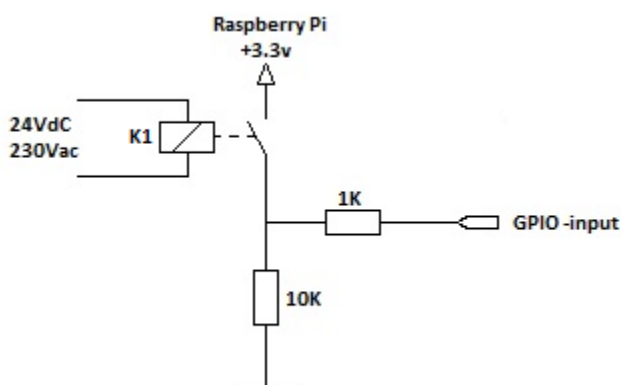 Raspberry Pi
+3.3v
24Vdc
230Vac
K1
1K
GPIO -input
10K